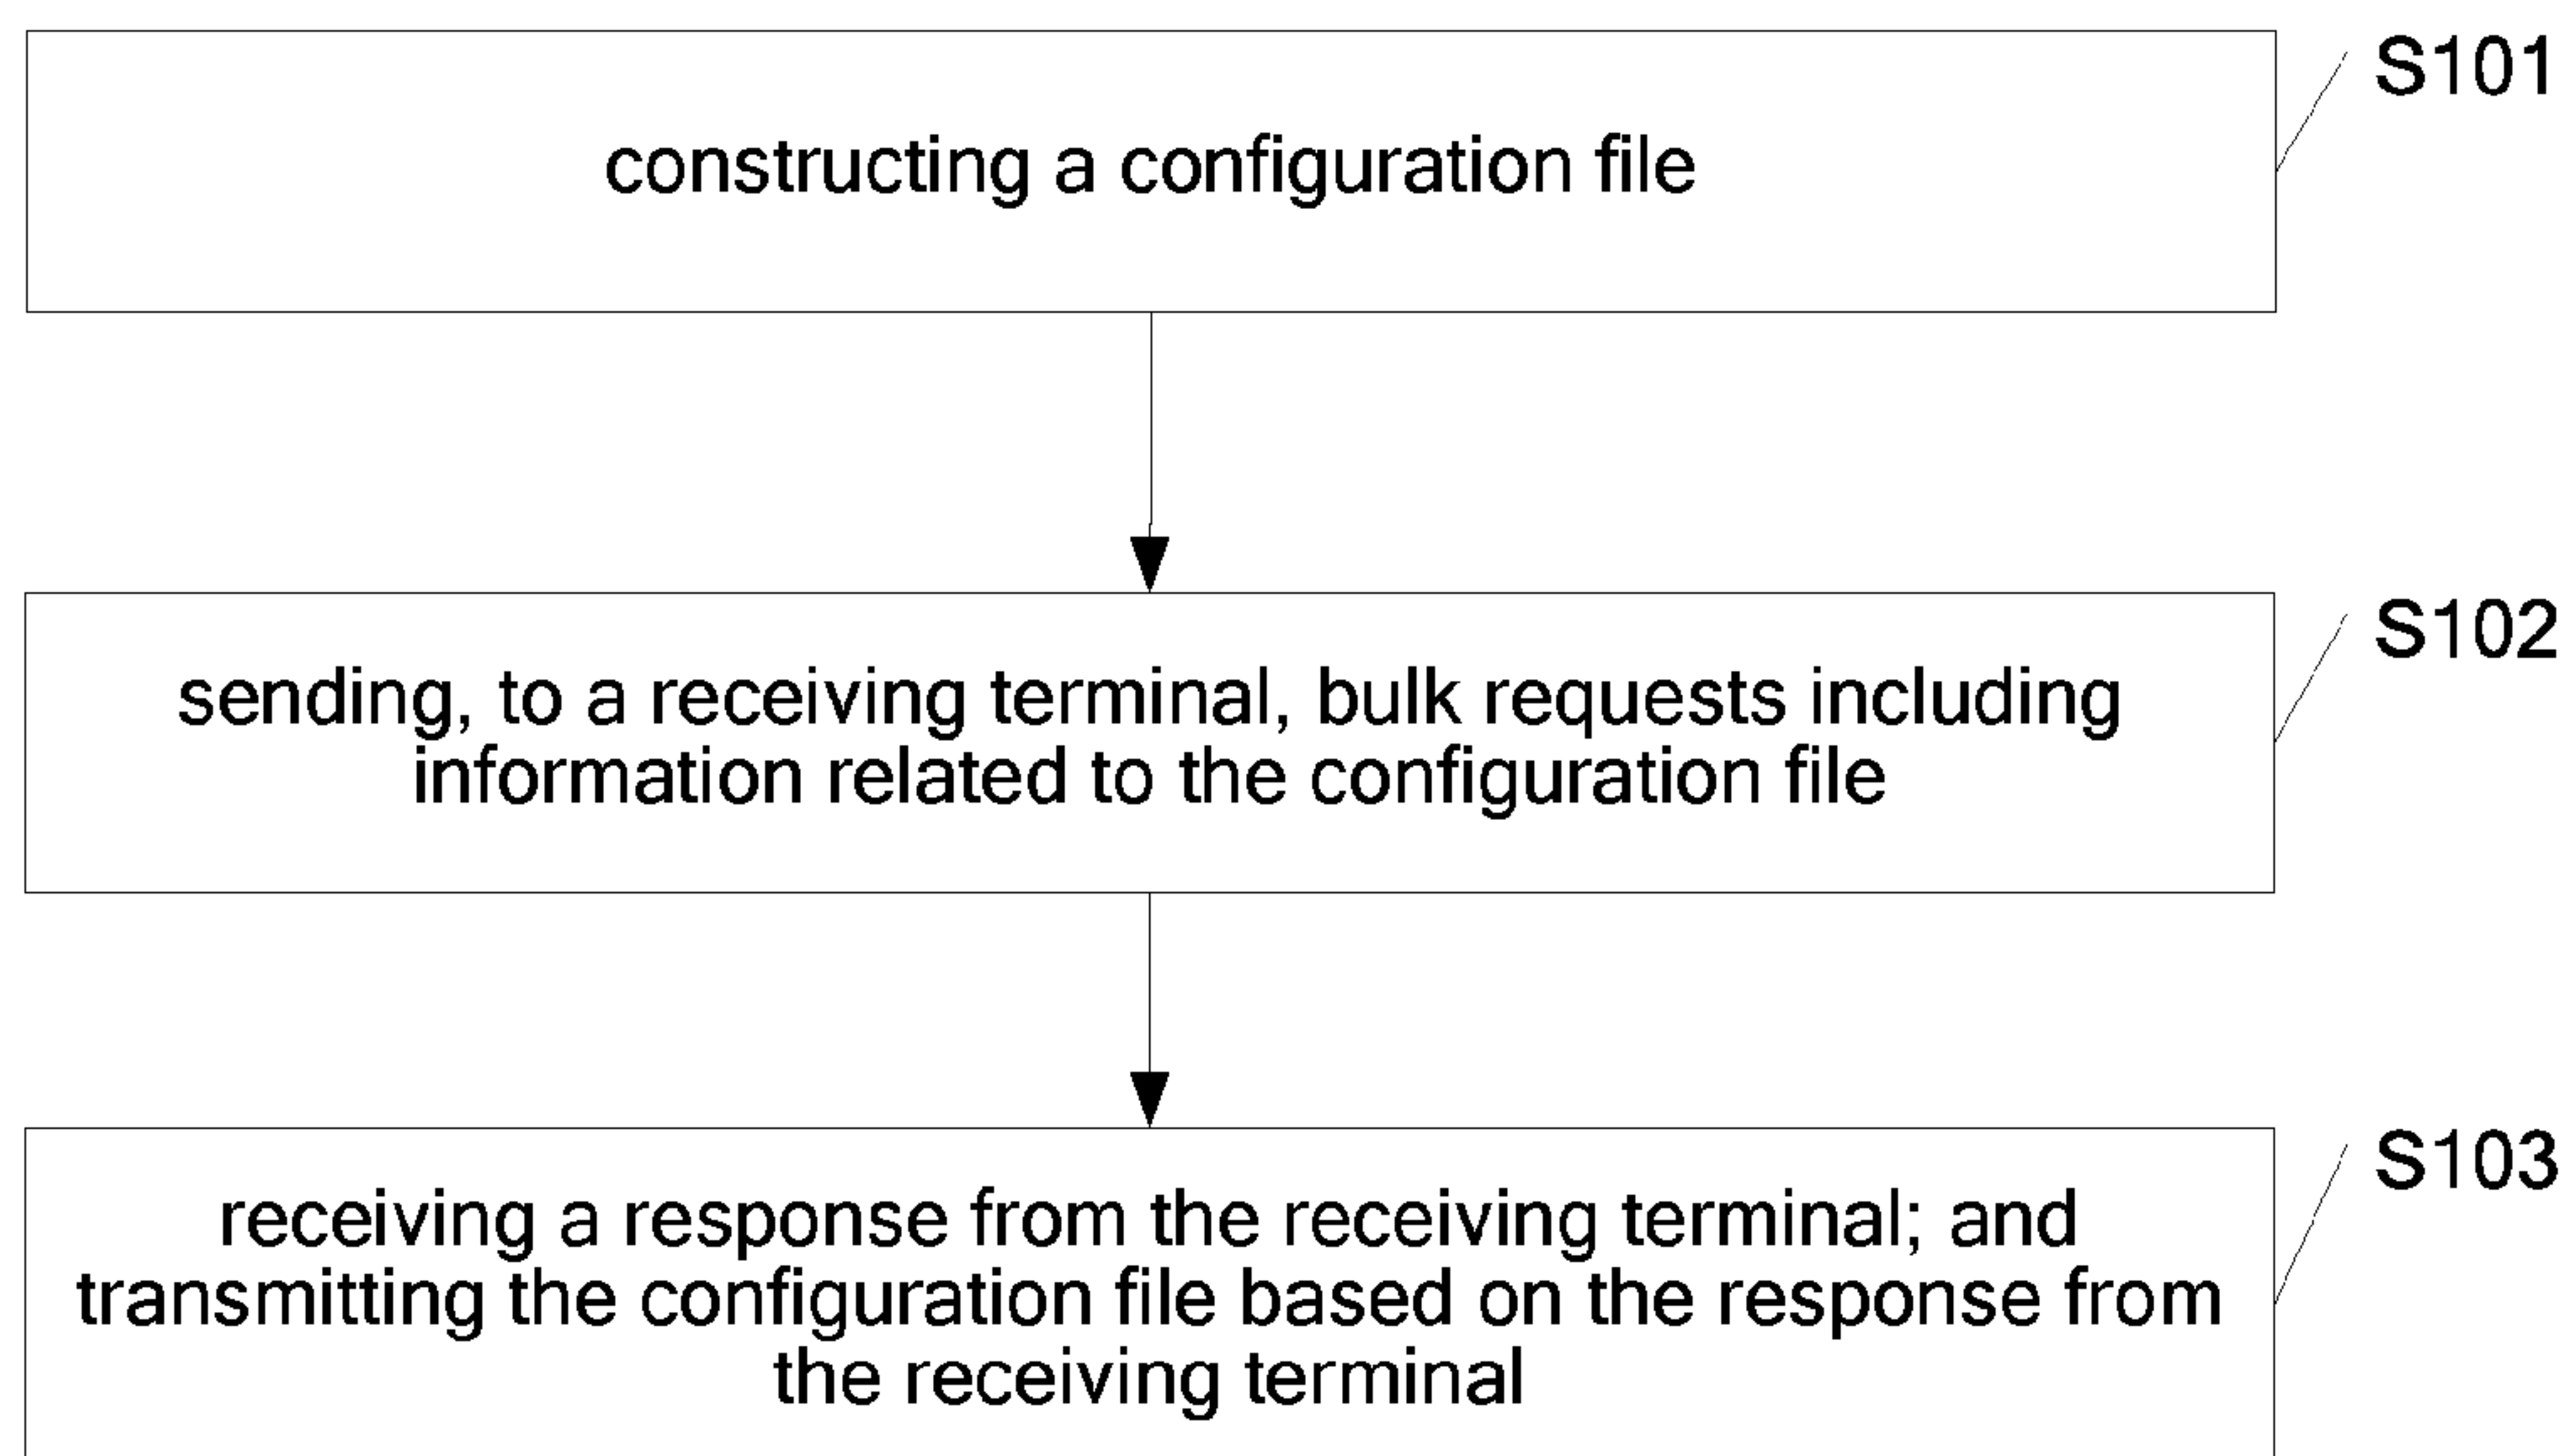 constructing a configuration file
S101
sending, to a receiving terminal, bulk requests including
information related to the configuration file
S102
receiving a response from the receiving terminal; and
transmitting the configuration file based on the response from
the receiving terminal
S103